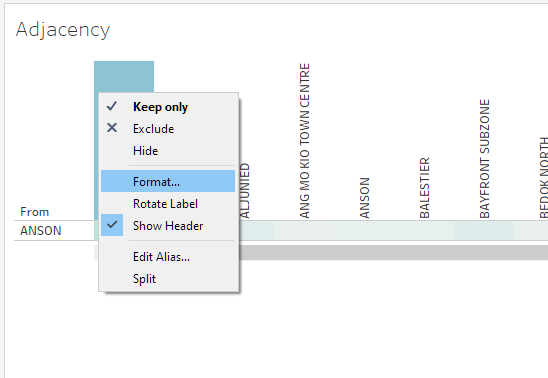 Adjacency
Keep only
Exclude
Hide
Format...
Rotate Label
Show Header
Edit Alias...
Split
ALJUNIED
ANG MO KIO TOWN CENTRE
ANSON
BALESTIER
BAYFRONT SUBZONE
BEDOK NORTH
From
ANSON